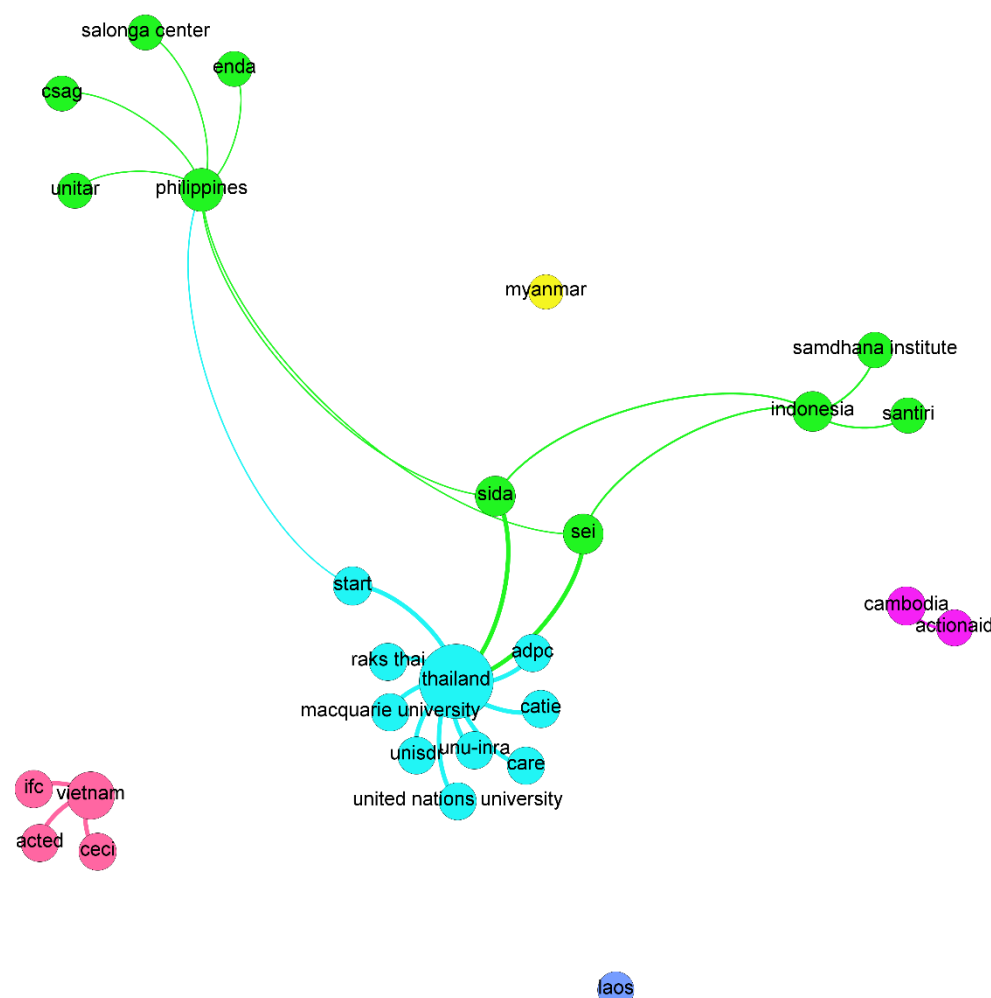 salonga center
enda
csag
unitar
philippines
myanmar
samdhana institute
indonesia
santiri
sida
sei
start
cambodia
actionaid
raks thai
adpc
thailand
macquarie university
catie
unisdr
unu-inra
care
ifc
vietnam
united nations university
acted
ceci
laos